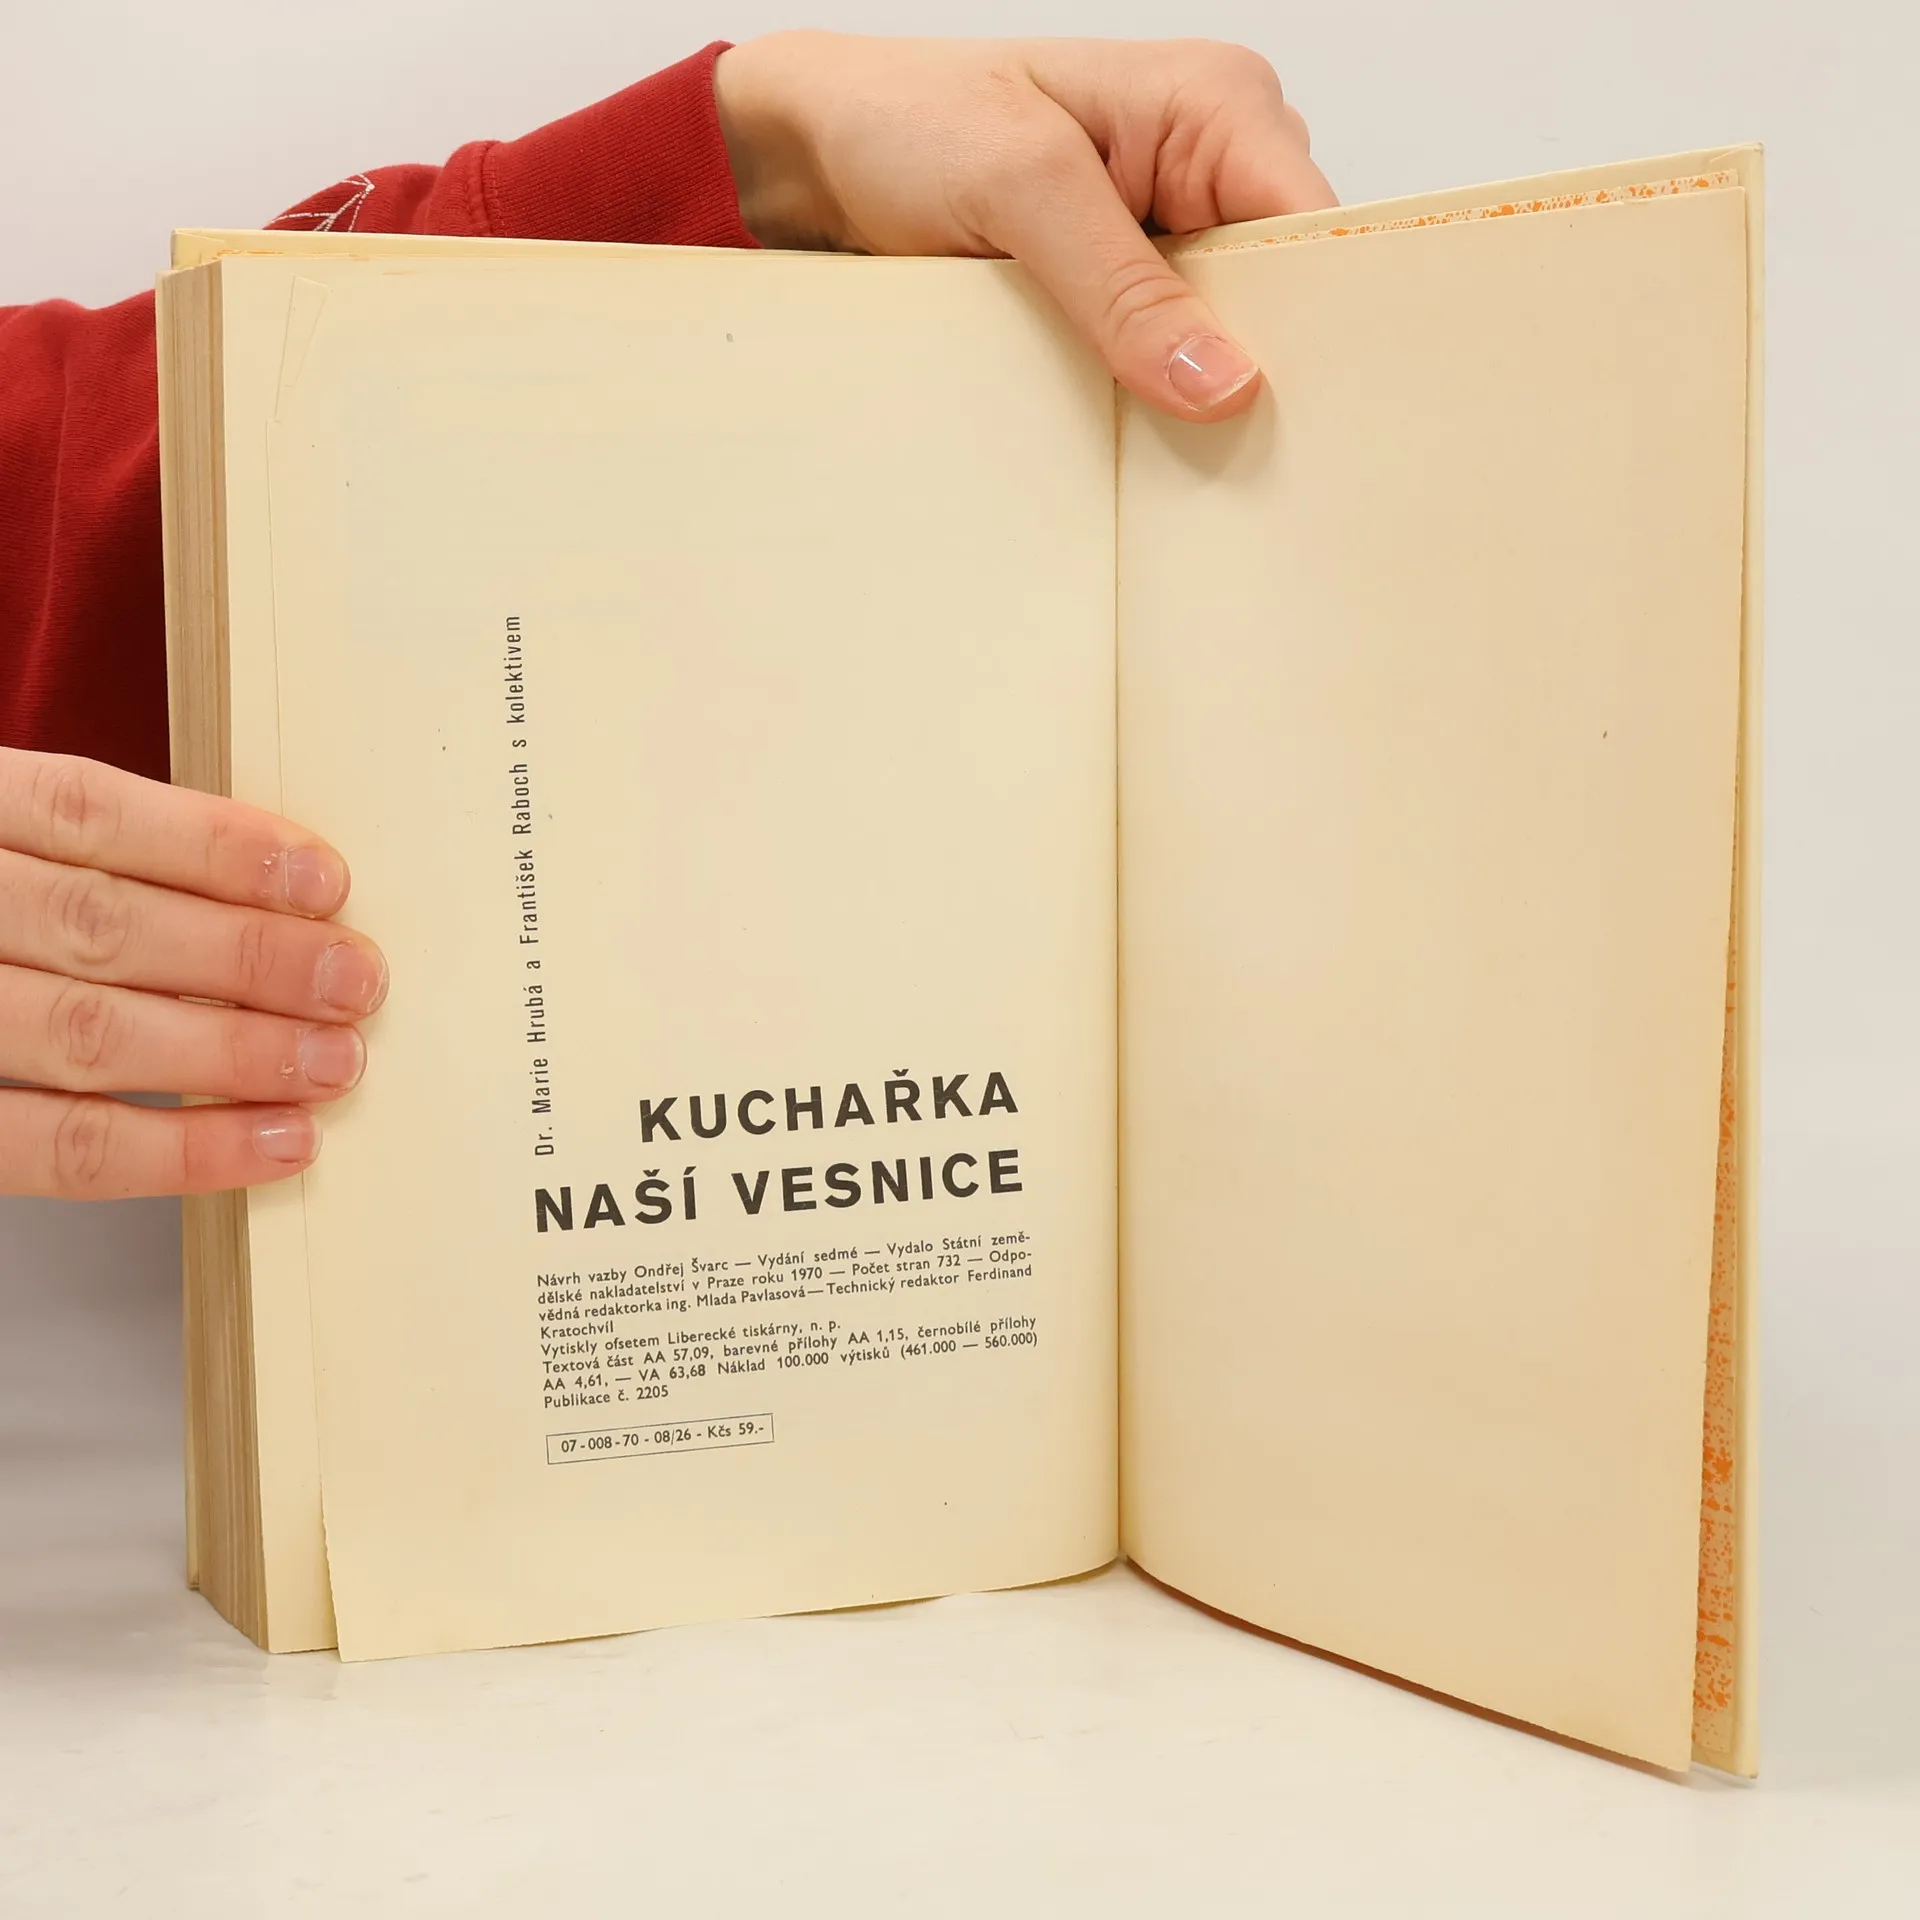 Dr. Marie Hrubá a František Raboch s kolektivem
KUCHAŘKA
NAŠÍ VESNICE
Návrh vazby Ondřej Švarc — Vydání sedmé — Vydalo Státní země-
dělské nakladatelství v Praze roku 1970 — Počet stran 732 — Odpo-
vědná redaktorka ing. Mlada Pavlasová — Technický redaktor Ferdinand
Kratochvíl
Vytiskly ofsetem Liberecké tiskárny, n. p.
Textová část AA 57,09, barevné přílohy AA 1,15, černobílé přílohy
AA 4,61, — VA 63,68 Náklad 100.000 výtisků (461.000 — 560.000)
Publikace č. 2205
07-008-70 - 08/26 - Kčs 59.-